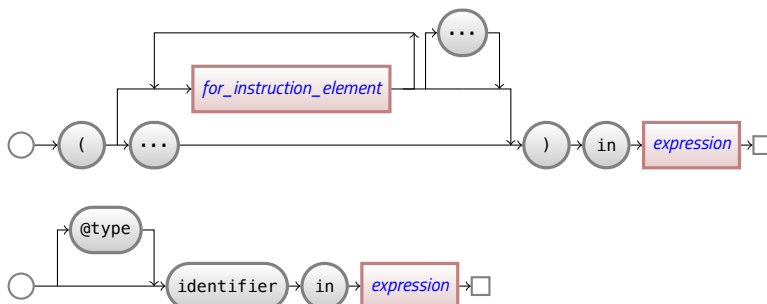 ...
for_instruction_element
( ... ) in expression
@type
identifier in expression